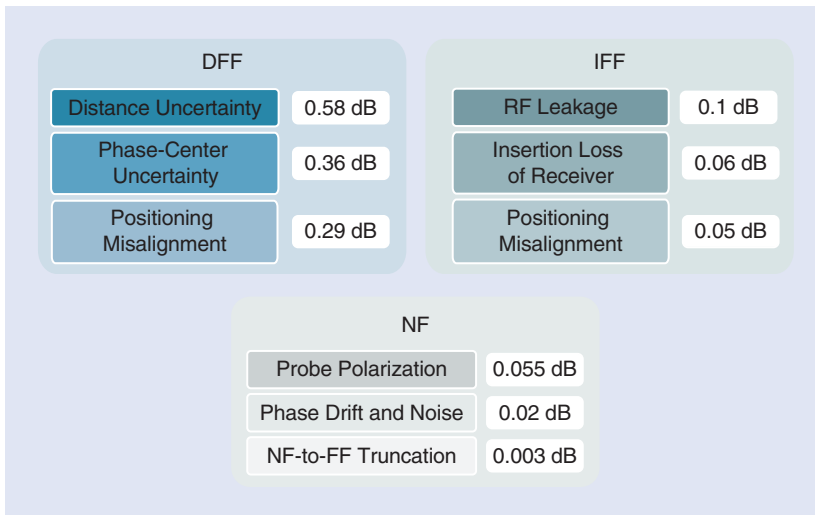 DFF
Distance Uncertainty 0.58 dB
Phase-Center
Uncertainty
0.36 dB
Positioning
Misalignment
0.29 dB
IFF
RF Leakage 0.1 dB
Insertion Loss
of Receiver
0.06 dB
Positioning
Misalignment
0.05 dB
NF
Probe Polarization 0.055 dB
Phase Drift and Noise 0.02 dB
NF-to-FF Truncation 0.003 dB